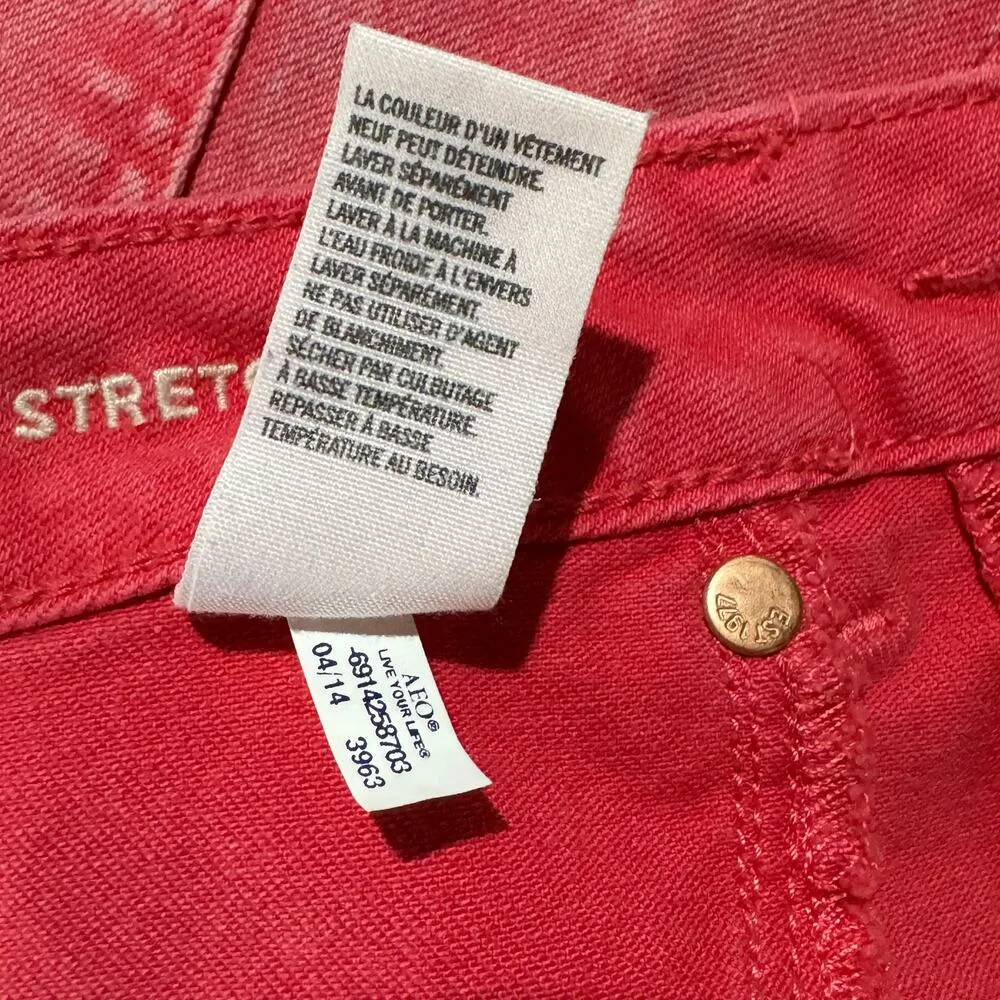 LA COULEUR D'UN VÊTEMENT
NEUF PEUT DÉTEINDRE.
LAVER SÉPARÉMENT
AVANT DE PORTER.
LAVER À LA MACHINE À
L'EAU FROIDE À L'ENVERS
LAVER SÉPARÉMENT
NE PAS UTILISER D'AGENT
DE BLANCHIMENT.
SÉCHER PAR CULBUTAGE
À BASSE TEMPÉRATURE.
REPASSER À BASSE
TEMPÉRATURE AU BESOIN.
STRETC
AEO®
LIVE YOUR LIFE®
-6914258703
04/14 3963
EST
1977